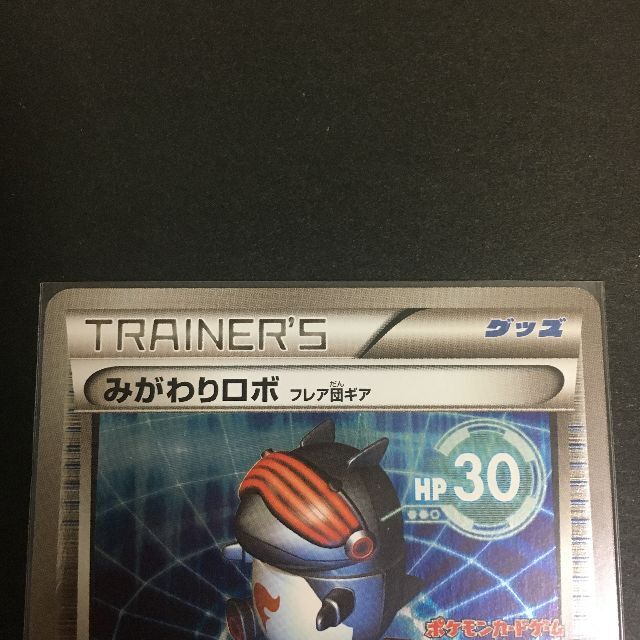 TRAINER'S グッズ
みがわりロボ フレア団ギア
だん
HP 30
ポケモンカードゲーム